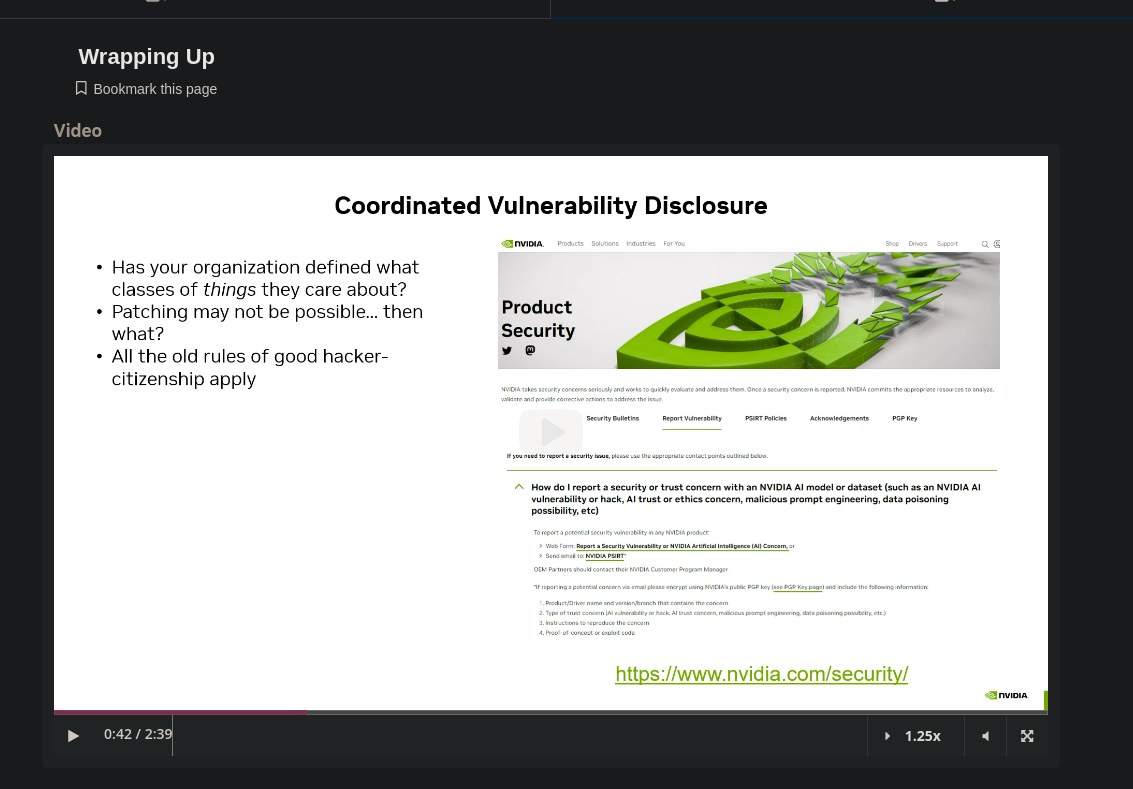 Wrapping Up
Bookmark this page
Video
Coordinated Vulnerability Disclosure
• Has your organization defined what
classes of things they care about?
• Patching may not be possible... then
what?
• All the old rules of good hacker-
citizenship apply
NVIDIA. Products Solutions Industries For You Shop Drivers Support
Product
Security
NVIDIA takes security concerns seriously and works to quickly evaluate and address them. Once a security concern is reported, NVIDIA commits the appropriate resources to analyze,
validate and provide corrective actions to address the issue.
Security Bulletins Report Vulnerability PSIRT Policies Acknowledgements PGP Key
If you need to report a security issue, please use the appropriate contact points outlined below.
How do I report a security or trust concern with an NVIDIA AI model or dataset (such as an NVIDIA AI
vulnerability or hack, AI trust or ethics concern, malicious prompt engineering, data poisoning
possibility, etc)
To report a potential security vulnerability in any NVIDIA product:
Web Form: Report a Security Vulnerability or NVIDIA Artificial Intelligence (AI) Concern, or
Send email to: NVIDIA PSIRT*
OEM Partners should contact their NVIDIA Customer Program Manager
*If reporting a potential concern via email please encrypt using NVIDIA's public PGP key (see PGP Key page) and include the following information:
1. Product/Driver name and version/branch that contains the concern
2. Type of trust concern (AI vulnerability or hack, AI trust concern, malicious prompt engineering, data poisoning possibility, etc.)
3. Instructions to reproduce the concern
4. Proof-of-concept or exploit code
https://www.nvidia.com/security/
NVIDIA.
0:42 / 2:39
1.25x